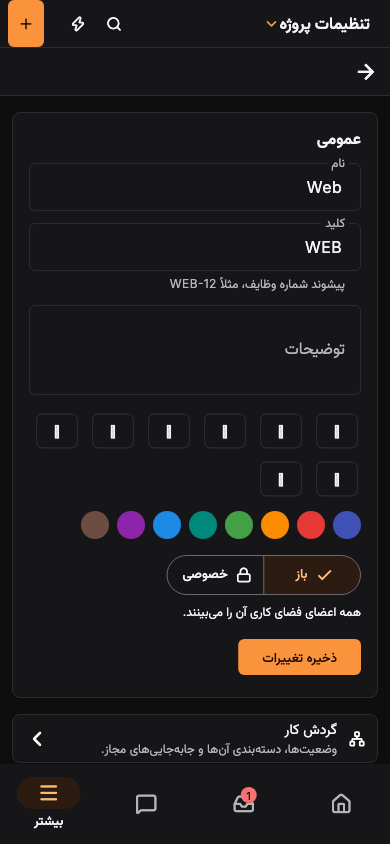 تنظیمات پروژه
عمومی
نام
Web
کلید
WEB
پیشوند شماره وظایف، مثلاً WEB-12
توضیحات
باز
خصوصی
همه اعضای فضای کاری آن را می‌بینند.
ذخیره تغییرات
گردش کار
وضعیت‌ها، دسته‌بندی آن‌ها و جابه‌جایی‌های مجاز.
1
بیشتر